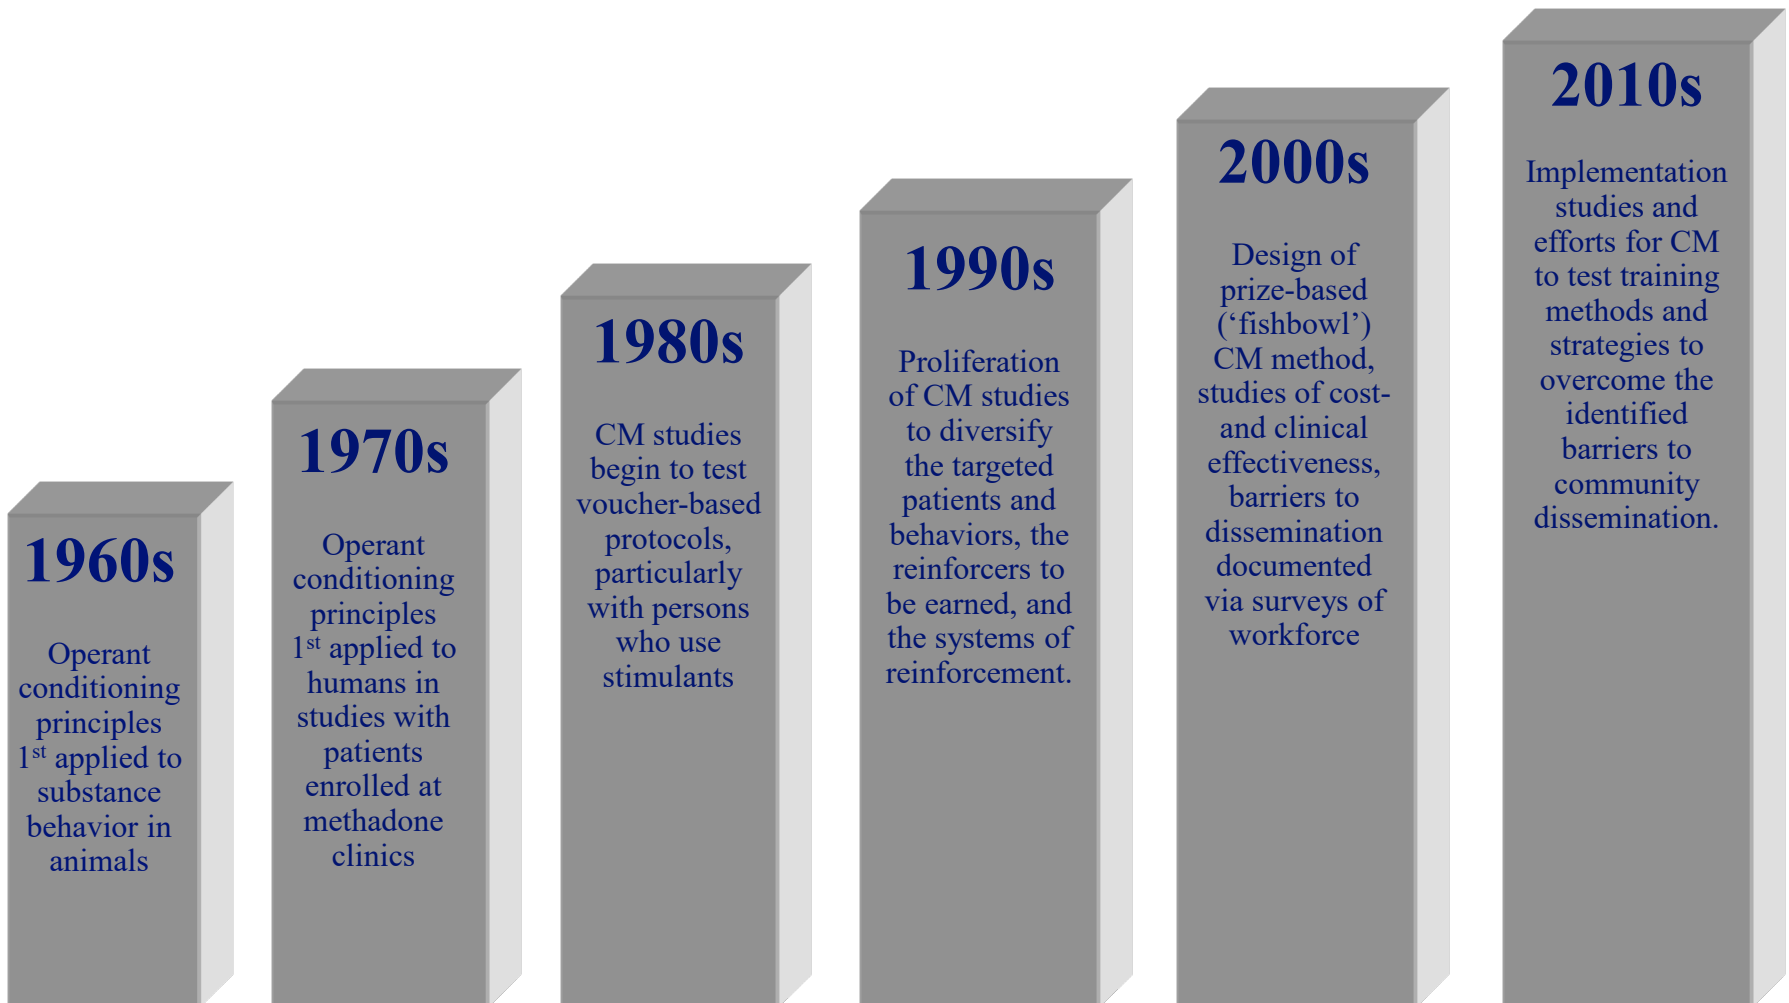 1960s
Operant
conditioning
principles
1st applied to
substance
behavior in
animals
1970s
Operant
conditioning
principles
1st applied to
humans in
studies with
patients
enrolled at
methadone
clinics
1980s
CM studies
begin to test
voucher-based
protocols,
particularly
with persons
who use
stimulants
1990s
Proliferation
of CM studies
to diversify
the targeted
patients and
behaviors, the
reinforcers to
be earned, and
the systems of
reinforcement.
2000s
Design of
prize-based
(‘fishbowl’)
CM method,
studies of cost-
and clinical
effectiveness,
barriers to
dissemination
documented
via surveys of
workforce
2010s
Implementation
studies and
efforts for CM
to test training
methods and
strategies to
overcome the
identified
barriers to
community
dissemination.